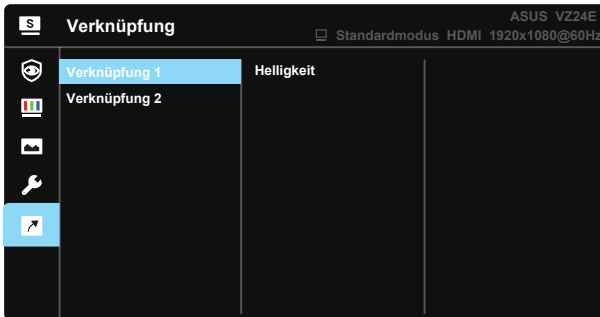 S
Verknüpfung
ASUS VZ24E
Standardmodus HDMI 1920x1080@60Hz
Verknüpfung 1
Helligkeit
Verknüpfung 2